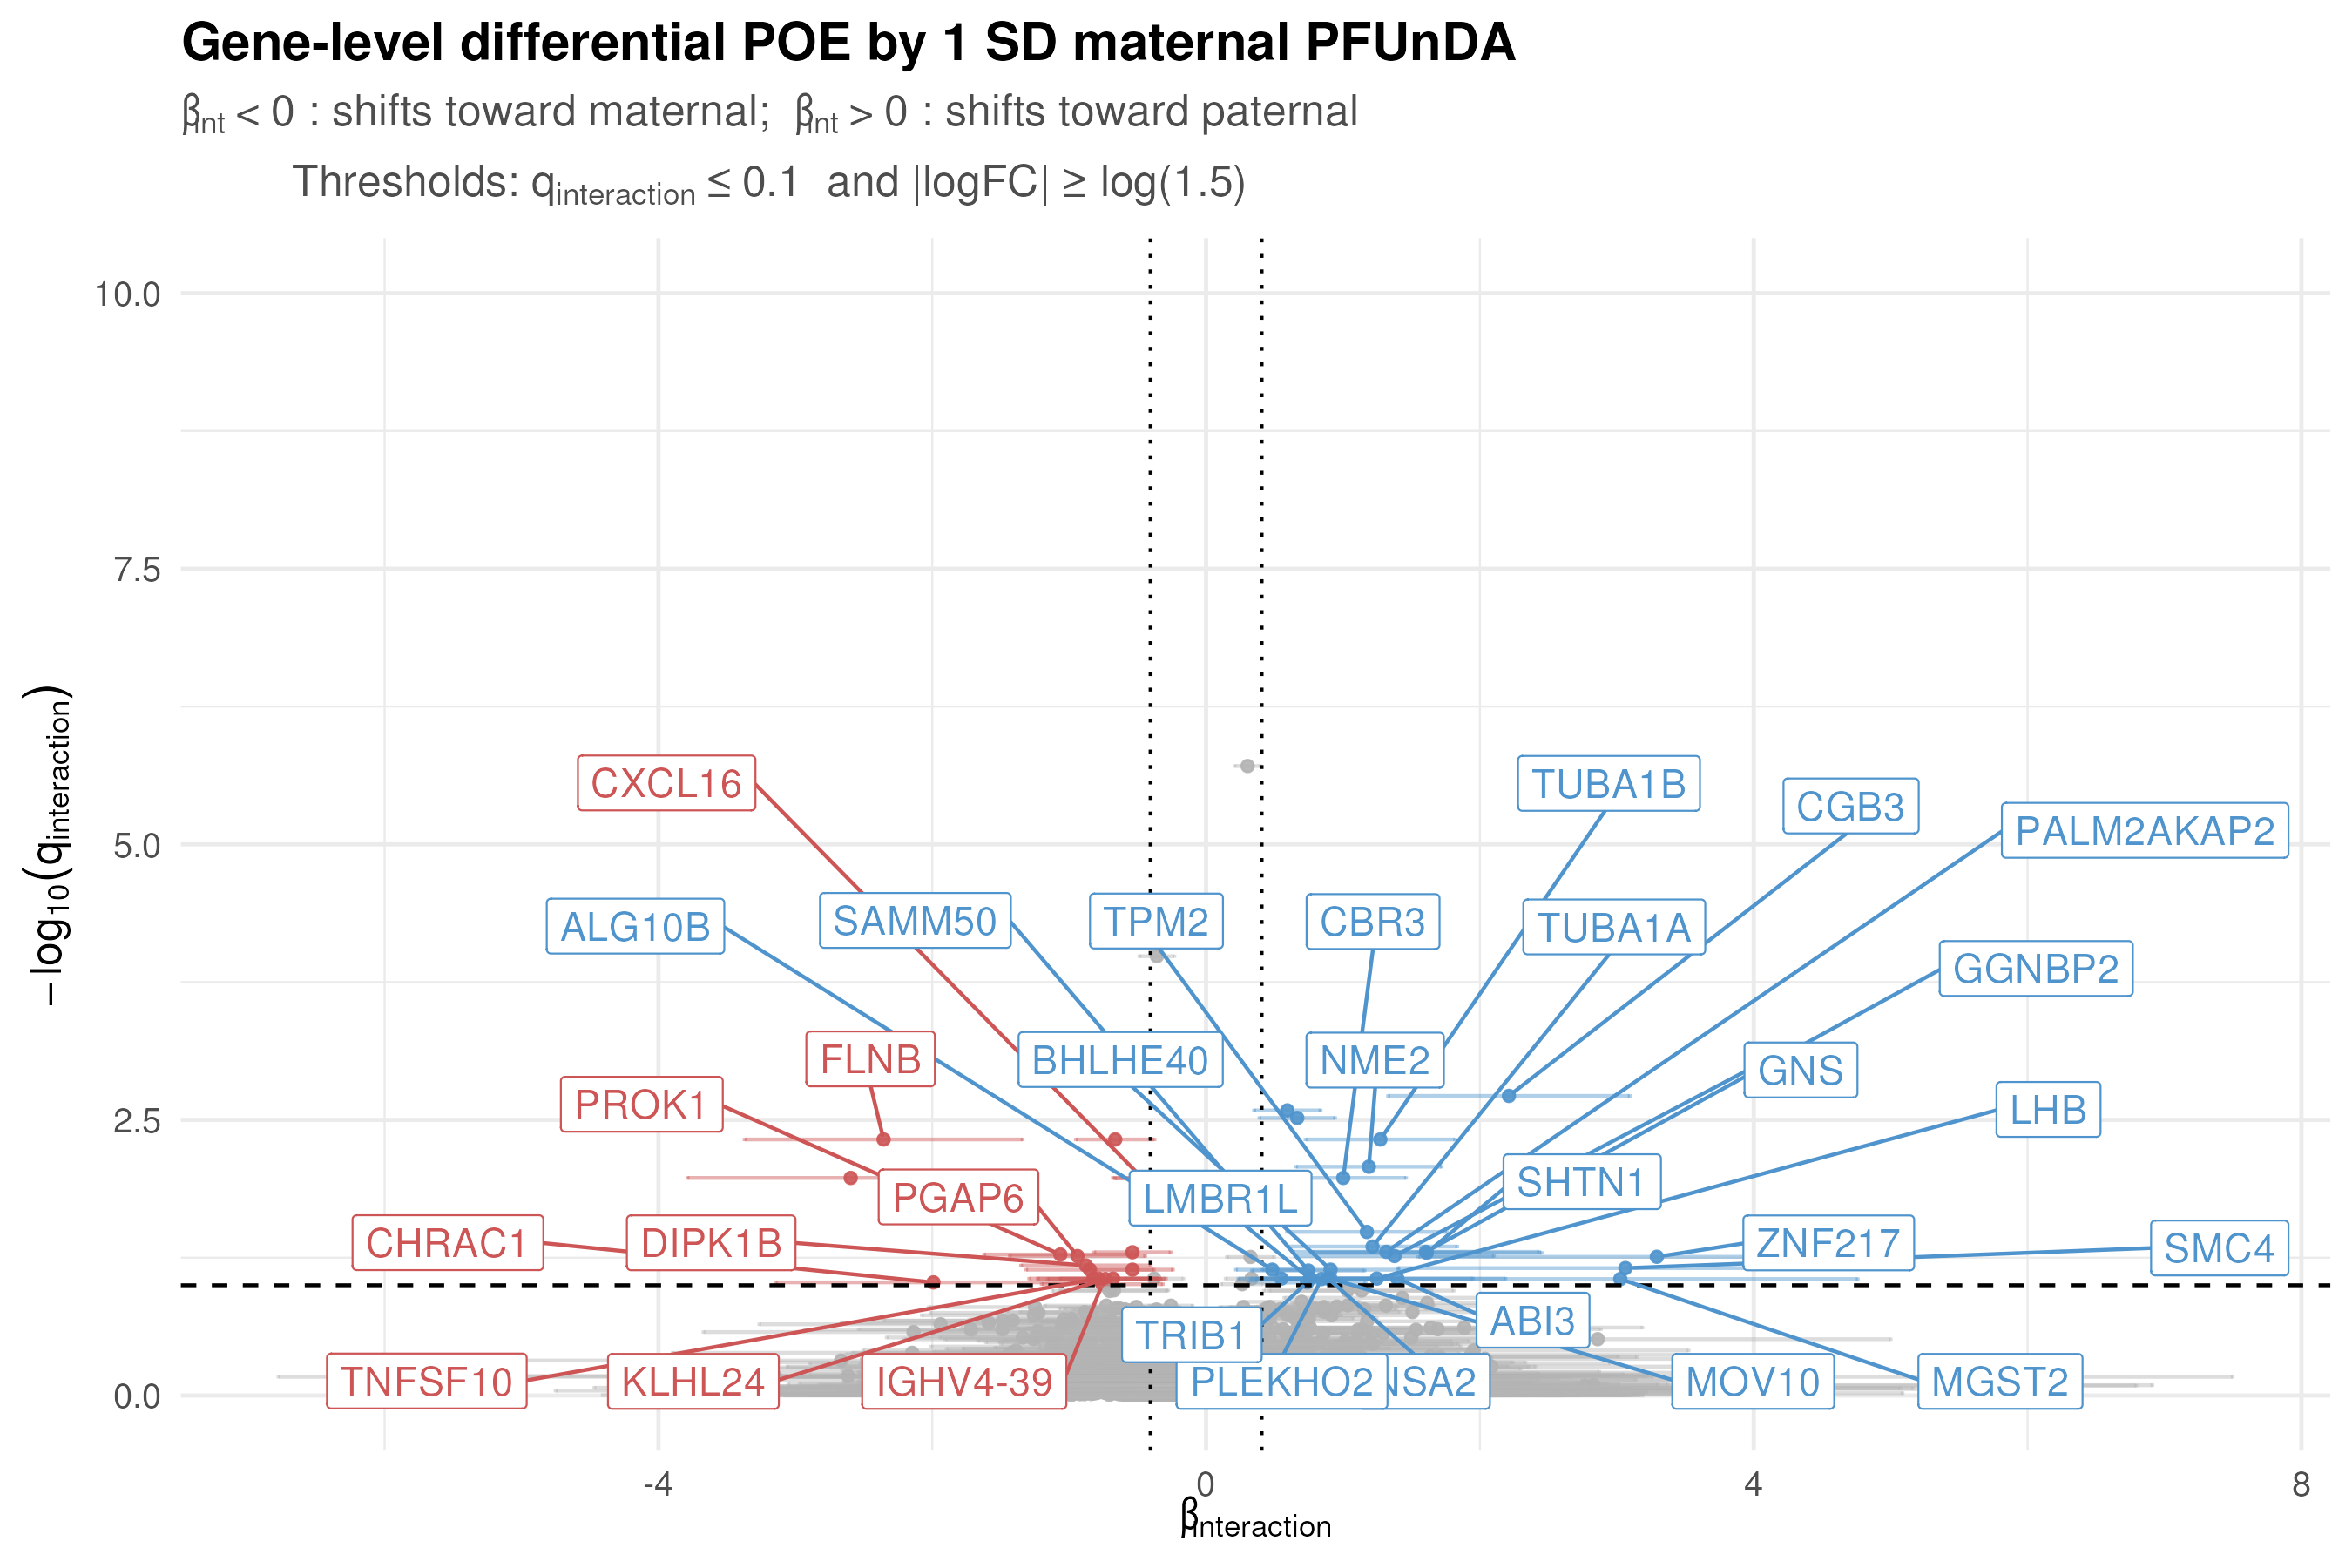 Gene-level differential POE by 1 SD maternal PFUnDA
βint < 0 : shifts toward maternal; βint > 0 : shifts toward paternal
Thresholds: qinteraction ≤ 0.1 and |logFC| ≥ log(1.5)
−log10(qinteraction)
10.0
7.5
5.0
2.5
0.0
CXCL16
TUBA1B
CGB3
PALM2AKAP2
ALG10B
SAMM50
TPM2
CBR3
TUBA1A
GGNBP2
FLNB
BHLHE40
NME2
GNS
PROK1
LHB
PGAP6
LMBR1L
SHTN1
CHRAC1
DIPK1B
ZNF217
SMC4
TRIB1
ABI3
TNFSF10
KLHL24
IGHV4-39
PLEKHO2
NSA2
MOV10
MGST2
-4
0
4
8
βinteraction